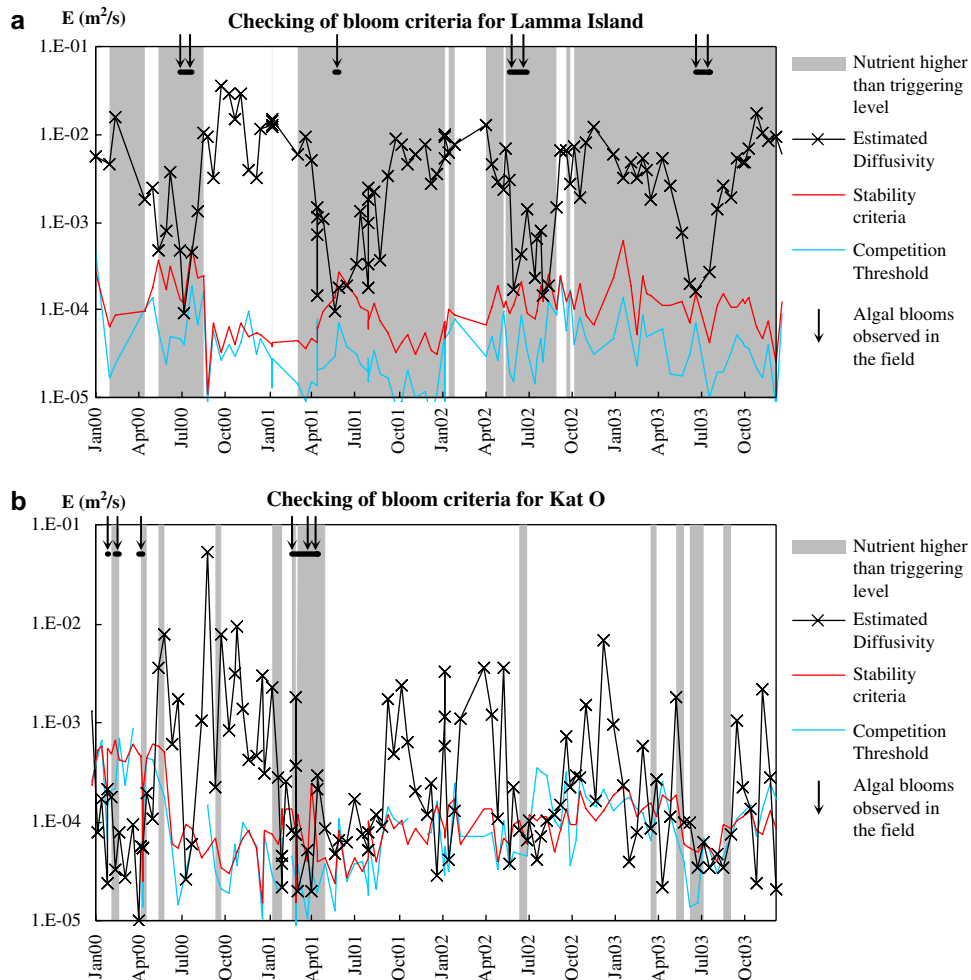 a
E (m²/s)
Checking of bloom criteria for Lamma Island
1.E-01
1.E-02
1.E-03
1.E-04
1.E-05
Jan00
Apr00
Jul00
Oct00
Jan01
Apr01
Jul01
Oct01
Jan02
Apr02
Jul02
Oct02
Jan03
Apr03
Jul03
Oct03
Nutrient higher
than triggering
level
Estimated
Diffusivity
Stability
criteria
Competition
Threshold
Algal blooms
observed in
the field
b
E (m²/s)
Checking of bloom criteria for Kat O
1.E-01
1.E-02
1.E-03
1.E-04
1.E-05
Jan00
Apr00
Jul00
Oct00
Jan01
Apr01
Jul01
Oct01
Jan02
Apr02
Jul02
Oct02
Jan03
Apr03
Jul03
Oct03
Nutrient higher
than triggering
level
Estimated
Diffusivity
Stability
criteria
Competition
Threshold
Algal blooms
observed in
the field